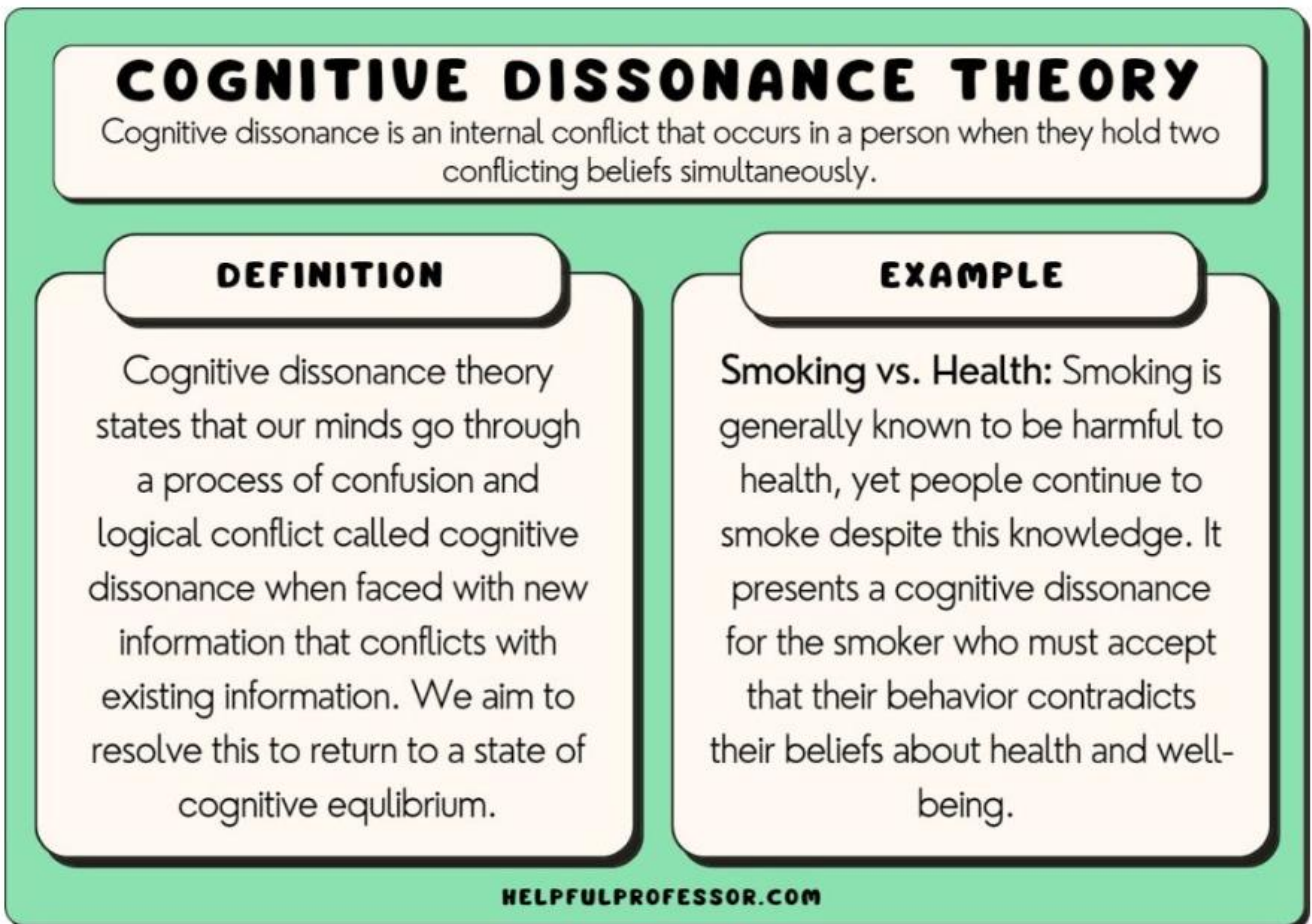 COGNITIVE DISSONANCE THEORY
Cognitive dissonance is an internal conflict that occurs in a person when they hold two
conflicting beliefs simultaneously.
DEFINITION
Cognitive dissonance theory
states that our minds go through
a process of confusion and
logical conflict called cognitive
dissonance when faced with new
information that conflicts with
existing information. We aim to
resolve this to return to a state of
cognitive equlibrium.
EXAMPLE
Smoking vs. Health: Smoking is
generally known to be harmful to
health, yet people continue to
smoke despite this knowledge. It
presents a cognitive dissonance
for the smoker who must accept
that their behavior contradicts
their beliefs about health and well-
being.
HELPFULPROFESSOR.COM